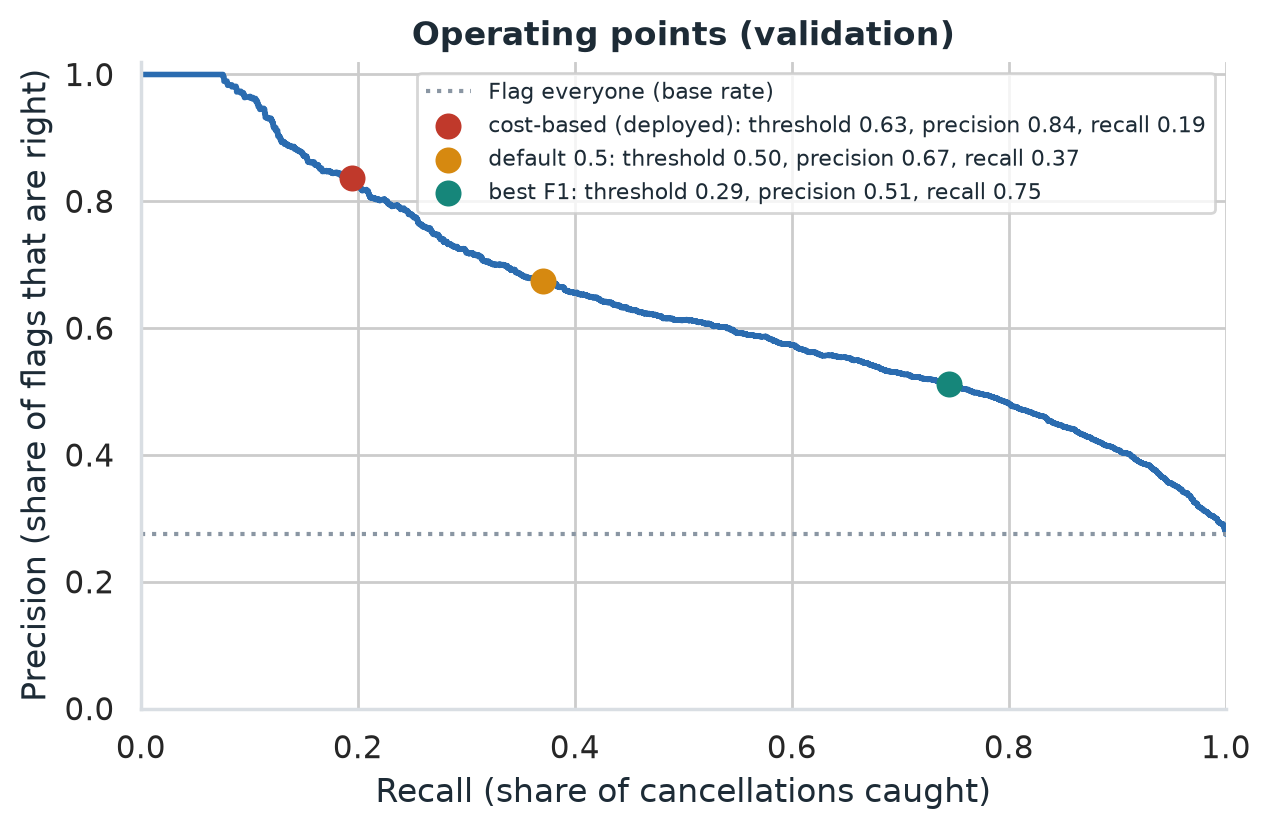 Operating points (validation)
Precision (share of flags that are right)
1.0
0.8
0.6
0.4
0.2
0.0
Flag everyone (base rate)
cost-based (deployed): threshold 0.63, precision 0.84, recall 0.19
default 0.5: threshold 0.50, precision 0.67, recall 0.37
best F1: threshold 0.29, precision 0.51, recall 0.75
0.0 0.2 0.4 0.6 0.8 1.0
Recall (share of cancellations caught)